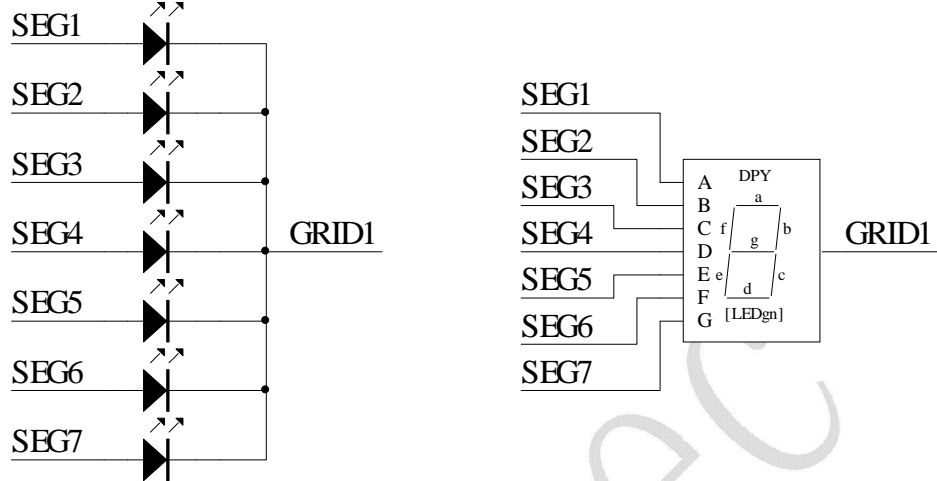 SEG1
SEG2
SEG3
SEG4
SEG5
SEG6
SEG7
GRID1
SEG1
SEG2
SEG3
SEG4
SEG5
SEG6
SEG7
A
B
C
D
E
F
G
DPY
a
f b
g
e c
d
[LEDgn]
GRID1